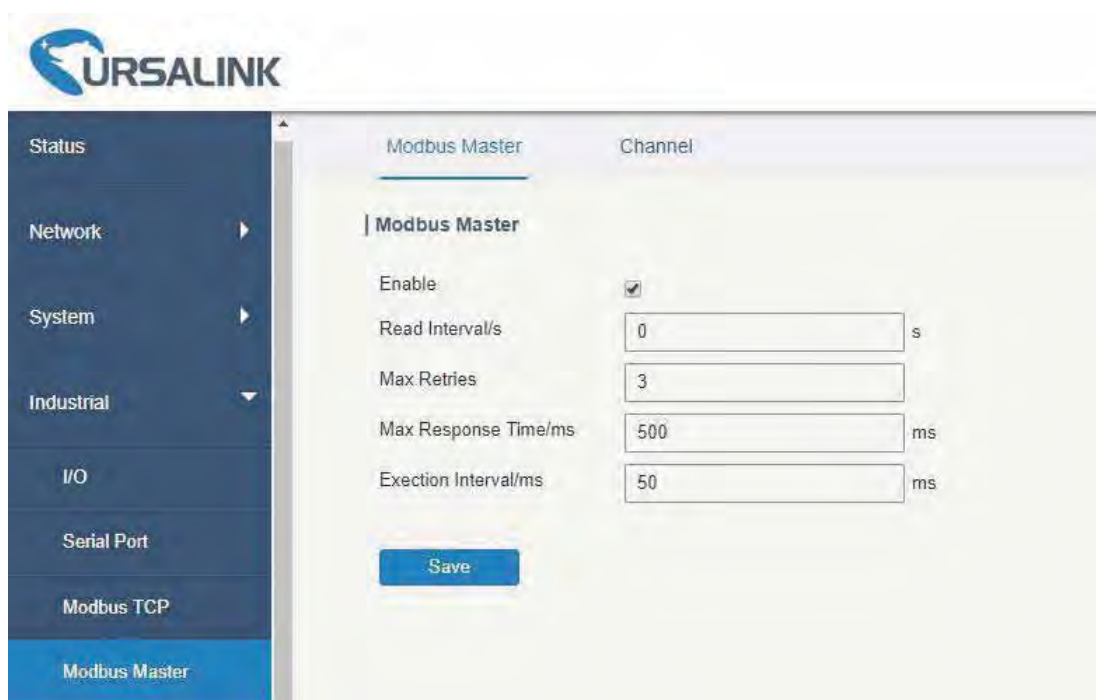 URSALINK
Status
Network
System
Industrial
I/O
Serial Port
Modbus TCP
Modbus Master
Modbus Master Channel
Modbus Master
Enable
Read Interval/s 0 s
Max Retries 3
Max Response Time/ms 500 ms
Exection Interval/ms 50 ms
Save